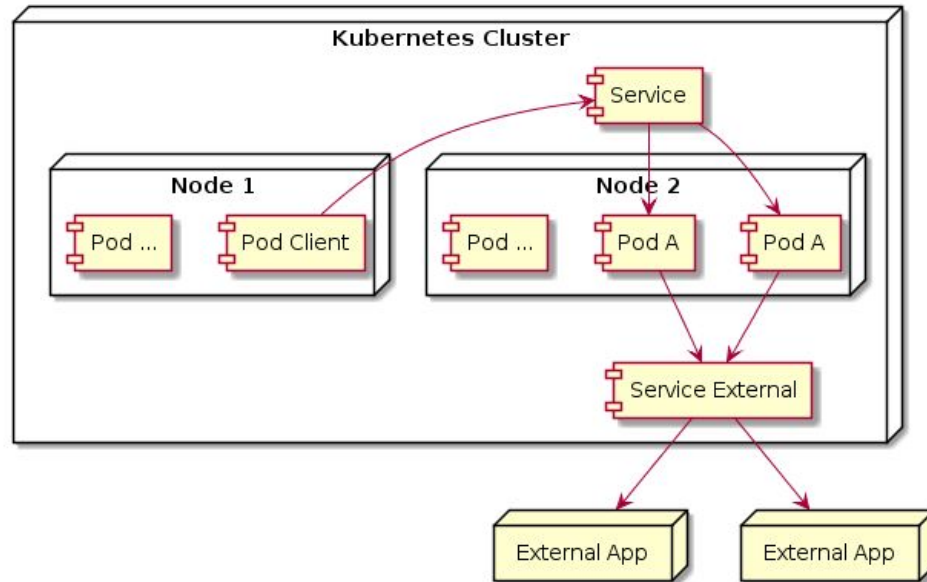 Kubernetes Cluster
Service
Node 1
Node 2
Pod ...
Pod Client
Pod ...
Pod A
Pod A
Service External
External App
External App